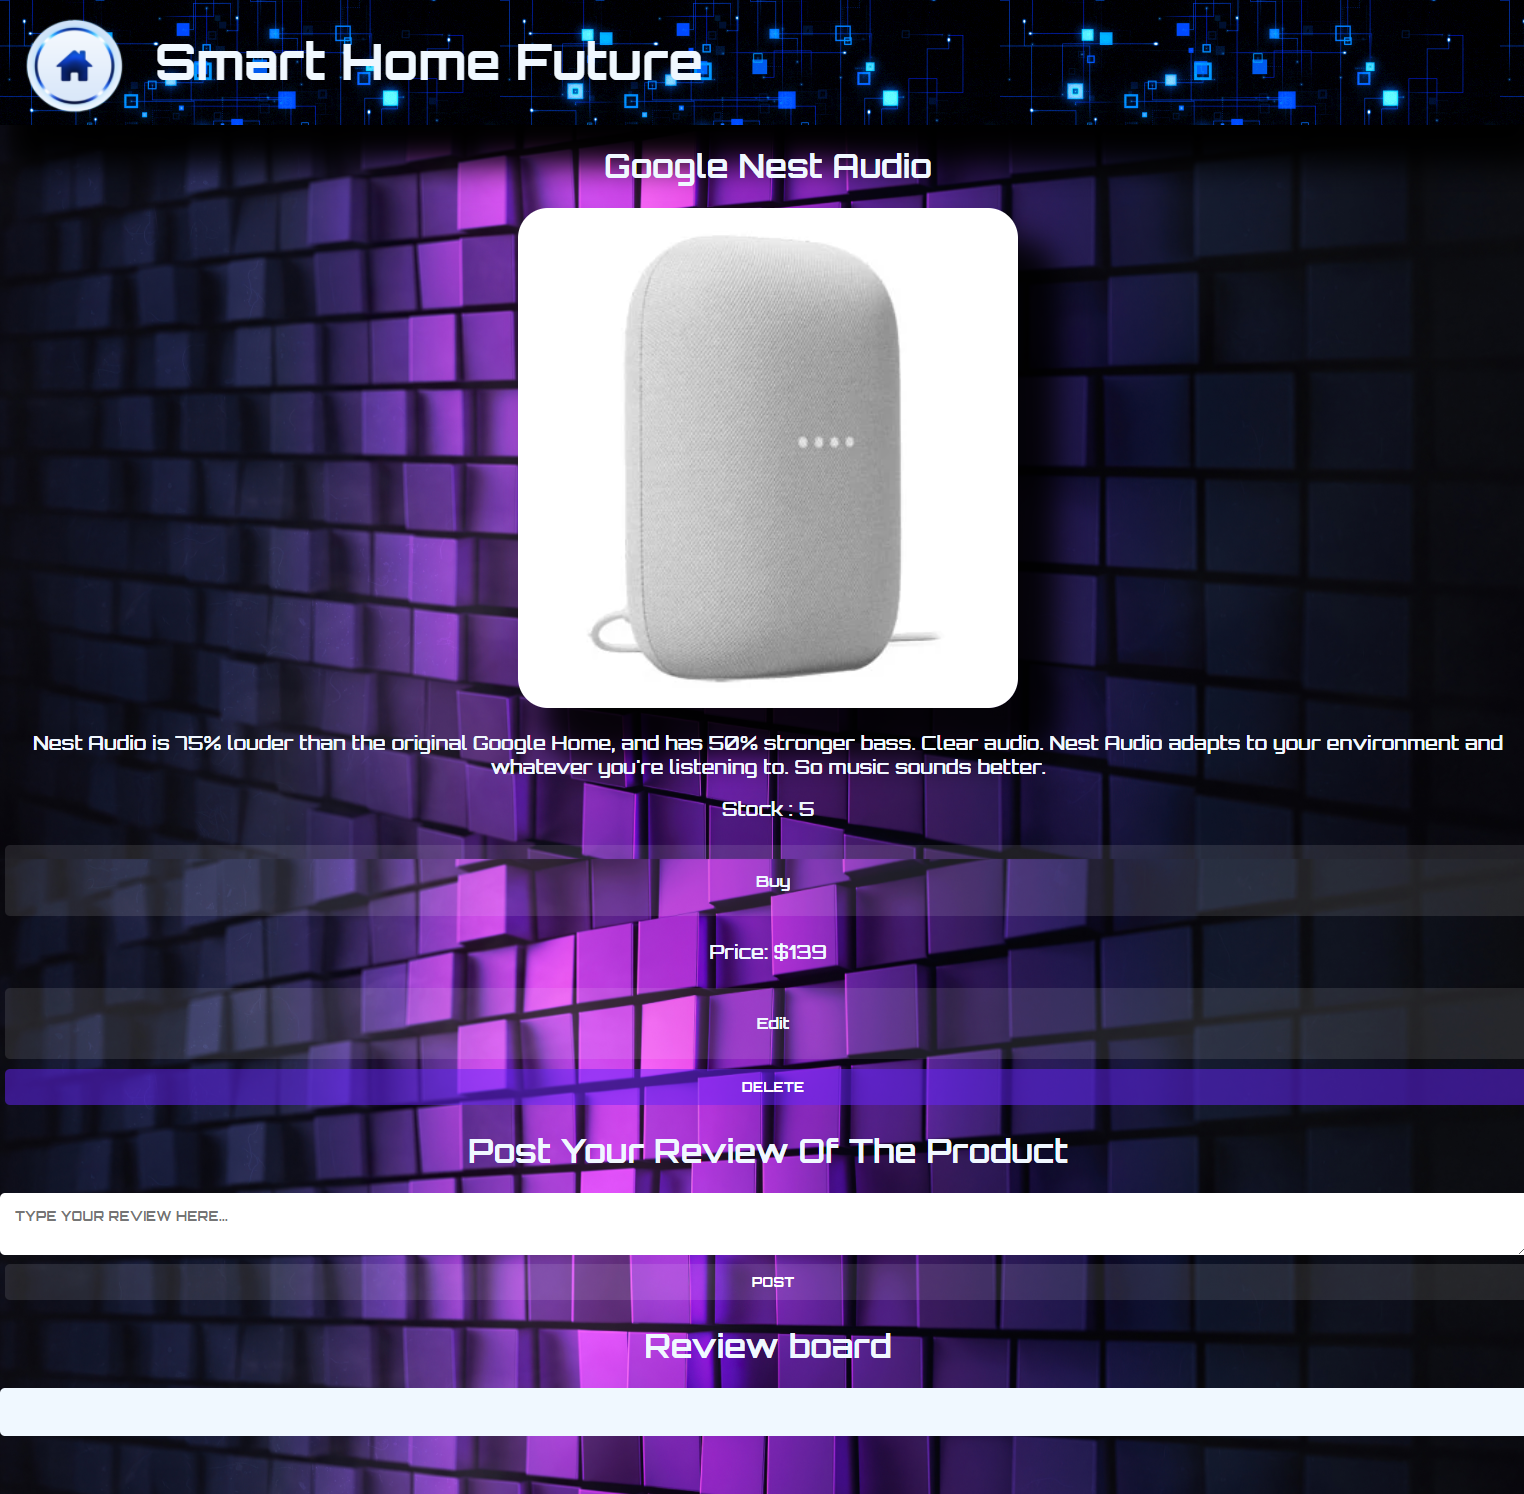 Smart Home Future
Google Nest Audio
Nest Audio is 75% louder than the original Google Home, and has 50% stronger bass. Clear audio. Nest Audio adapts to your environment and
whatever you're listening to. So music sounds better.
Stock : 5
Buy
Price: $139
Edit
DELETE
Post Your Review Of The Product
TYPE YOUR REVIEW HERE...
POST
Review board